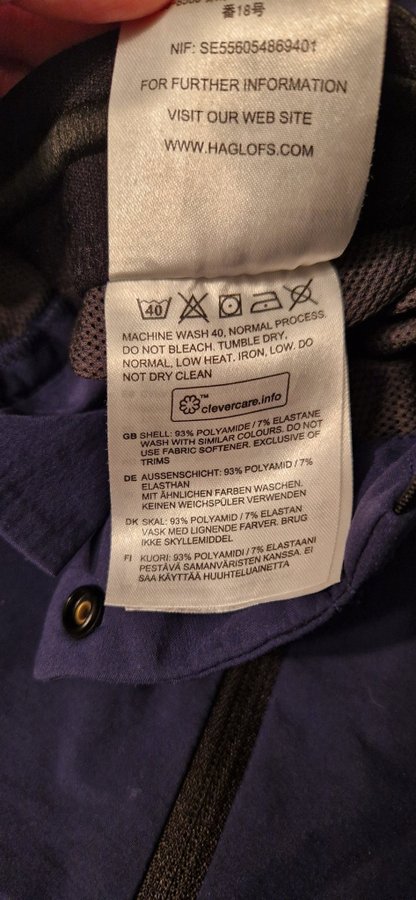 番18号
NIF: SE556054869401
FOR FURTHER INFORMATION
VISIT OUR WEB SITE
WWW.HAGLOFS.COM
40
MACHINE WASH 40, NORMAL PROCESS.
DO NOT BLEACH. TUMBLE DRY,
NORMAL, LOW HEAT. IRON, LOW. DO
NOT DRY CLEAN
™
clevercare.info
GB SHELL: 93% POLYAMIDE / 7% ELASTANE
WASH WITH SIMILAR COLOURS. DO NOT
USE FABRIC SOFTENER. EXCLUSIVE OF
TRIMS
DE AUSSENSCHICHT: 93% POLYAMID / 7%
ELASTHAN
MIT ÄHNLICHEN FARBEN WASCHEN.
KEINEN WEICHSPÜLER VERWENDEN
DK SKAL: 93% POLYAMID / 7% ELASTAN
VASK MED LIGNENDE FARVER. BRUG
IKKE SKYLLEMIDDEL
FI KUORI: 93% POLYAMIDI / 7% ELASTAANI
PESTÄVÄ SAMANVÄRISTEN KANSSA. EI
SAA KÄYTTÄÄ HUUHTELUAINETTA